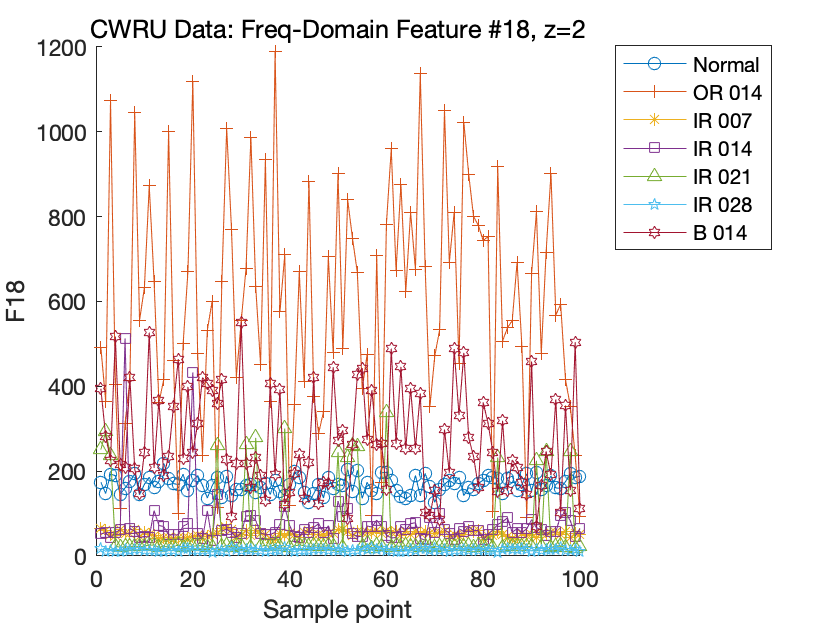 CWRU Data: Freq-Domain Feature #18, z=2
1200
1000
800
600
400
200
0
F18
0 20 40 60 80 100
Sample point
Normal
OR 014
IR 007
IR 014
IR 021
IR 028
B 014